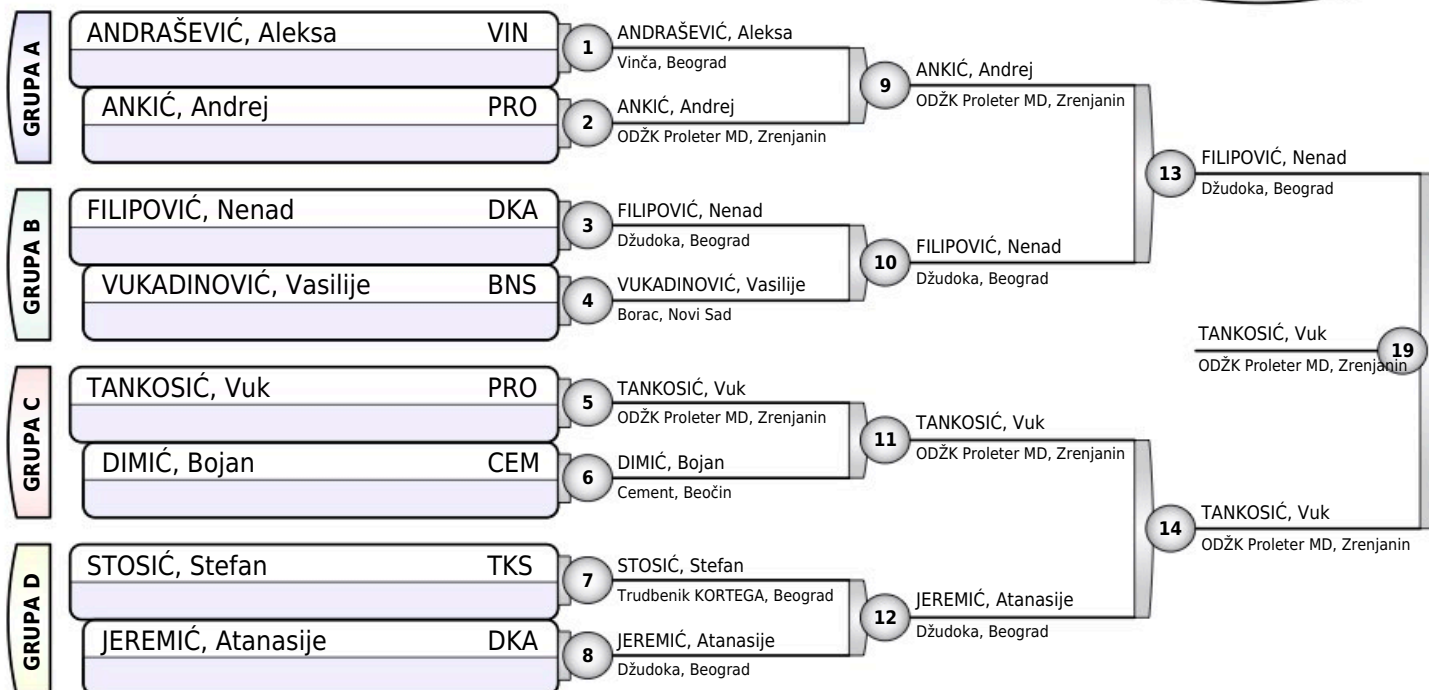 GRUPA A
ANDRAŠEVIĆ, Aleksa VIN
ANKIĆ, Andrej PRO
1
ANDRAŠEVIĆ, Aleksa
Vinča, Beograd
2
ANKIĆ, Andrej
ODŽK Proleter MD, Zrenjanin
9
ANKIĆ, Andrej
ODŽK Proleter MD, Zrenjanin
GRUPA B
FILIPOVIĆ, Nenad DKA
VUKADINOVIĆ, Vasilije BNS
3
FILIPOVIĆ, Nenad
Džudoka, Beograd
4
VUKADINOVIĆ, Vasilije
Borac, Novi Sad
10
FILIPOVIĆ, Nenad
Džudoka, Beograd
13
FILIPOVIĆ, Nenad
Džudoka, Beograd
GRUPA C
TANKOSIĆ, Vuk PRO
DIMIĆ, Bojan CEM
5
TANKOSIĆ, Vuk
ODŽK Proleter MD, Zrenjanin
6
DIMIĆ, Bojan
Cement, Beočin
11
TANKOSIĆ, Vuk
ODŽK Proleter MD, Zrenjanin
TANKOSIĆ, Vuk
ODŽK Proleter MD, Zrenjanin
19
GRUPA D
STOSIĆ, Stefan TKS
JEREMIĆ, Atanasije DKA
7
STOSIĆ, Stefan
Trudbenik KORTEGA, Beograd
8
JEREMIĆ, Atanasije
Džudoka, Beograd
12
JEREMIĆ, Atanasije
Džudoka, Beograd
14
TANKOSIĆ, Vuk
ODŽK Proleter MD, Zrenjanin